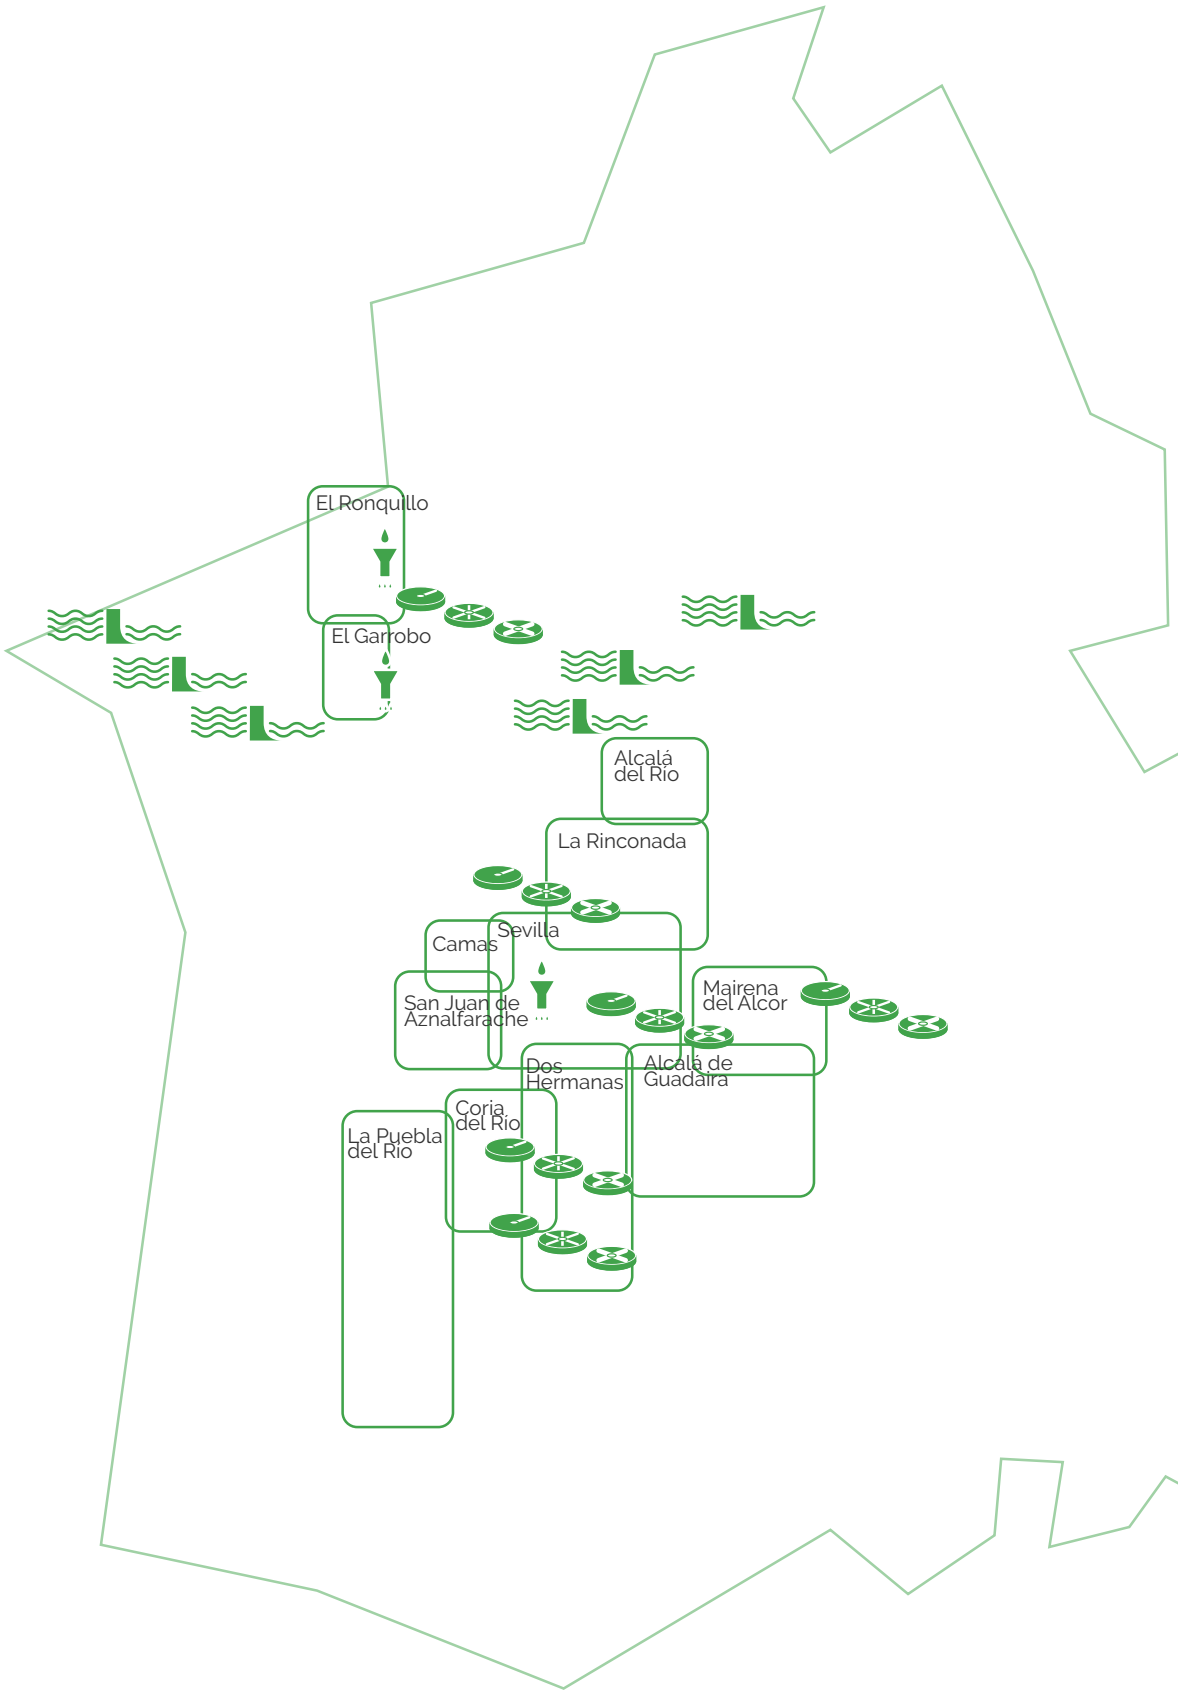 El Ronquillo
El Garrobo
Alcalá
del Río
La Rinconada
Sevilla
Camas
San Juan de
Aznalfarache
Mairena
del Alcor
Dos
Hermanas
Alcalá de
Guadaíra
Coria
del Río
La Puebla
del Río